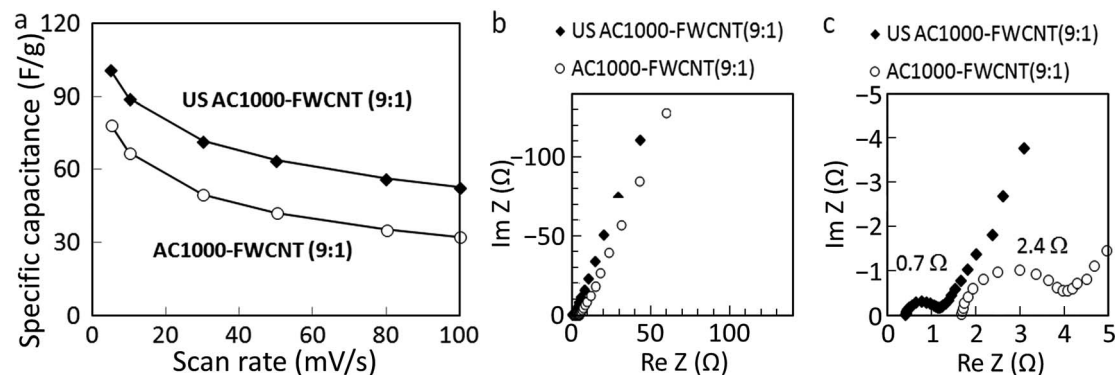 a
Specific capacitance (F/g)
120
90
60
30
0
US AC1000-FWCNT (9:1)
AC1000-FWCNT (9:1)
0 20 40 60 80 100
Scan rate (mV/s)
b
US AC1000-FWCNT(9:1)
AC1000-FWCNT(9:1)
Im Z (Ω)
−100
−50
0
0 60 120
Re Z (Ω)
c
US AC1000-FWCNT(9:1)
AC1000-FWCNT(9:1)
Im Z (Ω)
−5
−4
−3
−2
−1
0
0.7 Ω
2.4 Ω
0 1 2 3 4 5
Re Z (Ω)